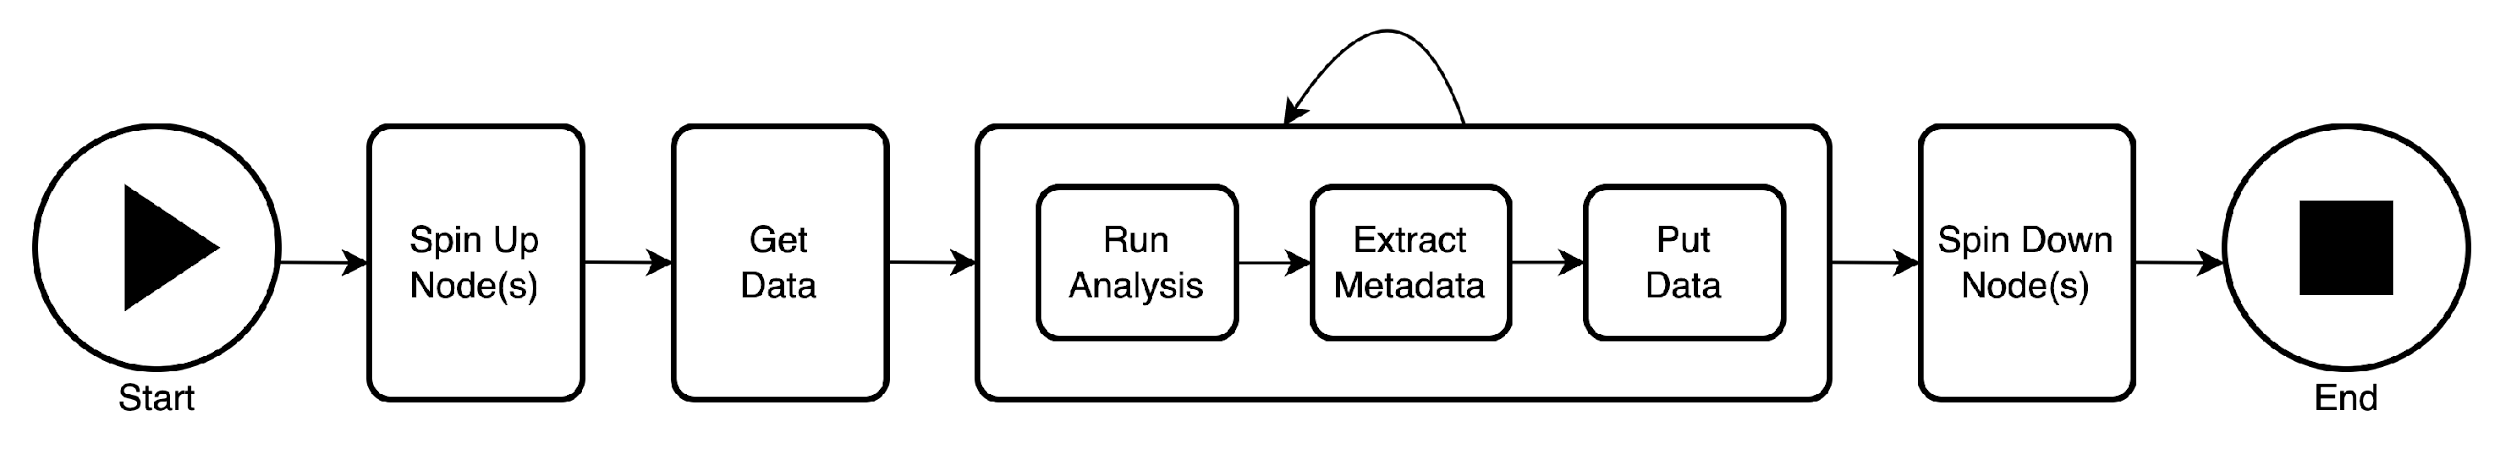 Start
Spin Up
Node(s)
Get
Data
Run
Analysis
Extract
Metadata
Put
Data
Spin Down
Node(s)
End